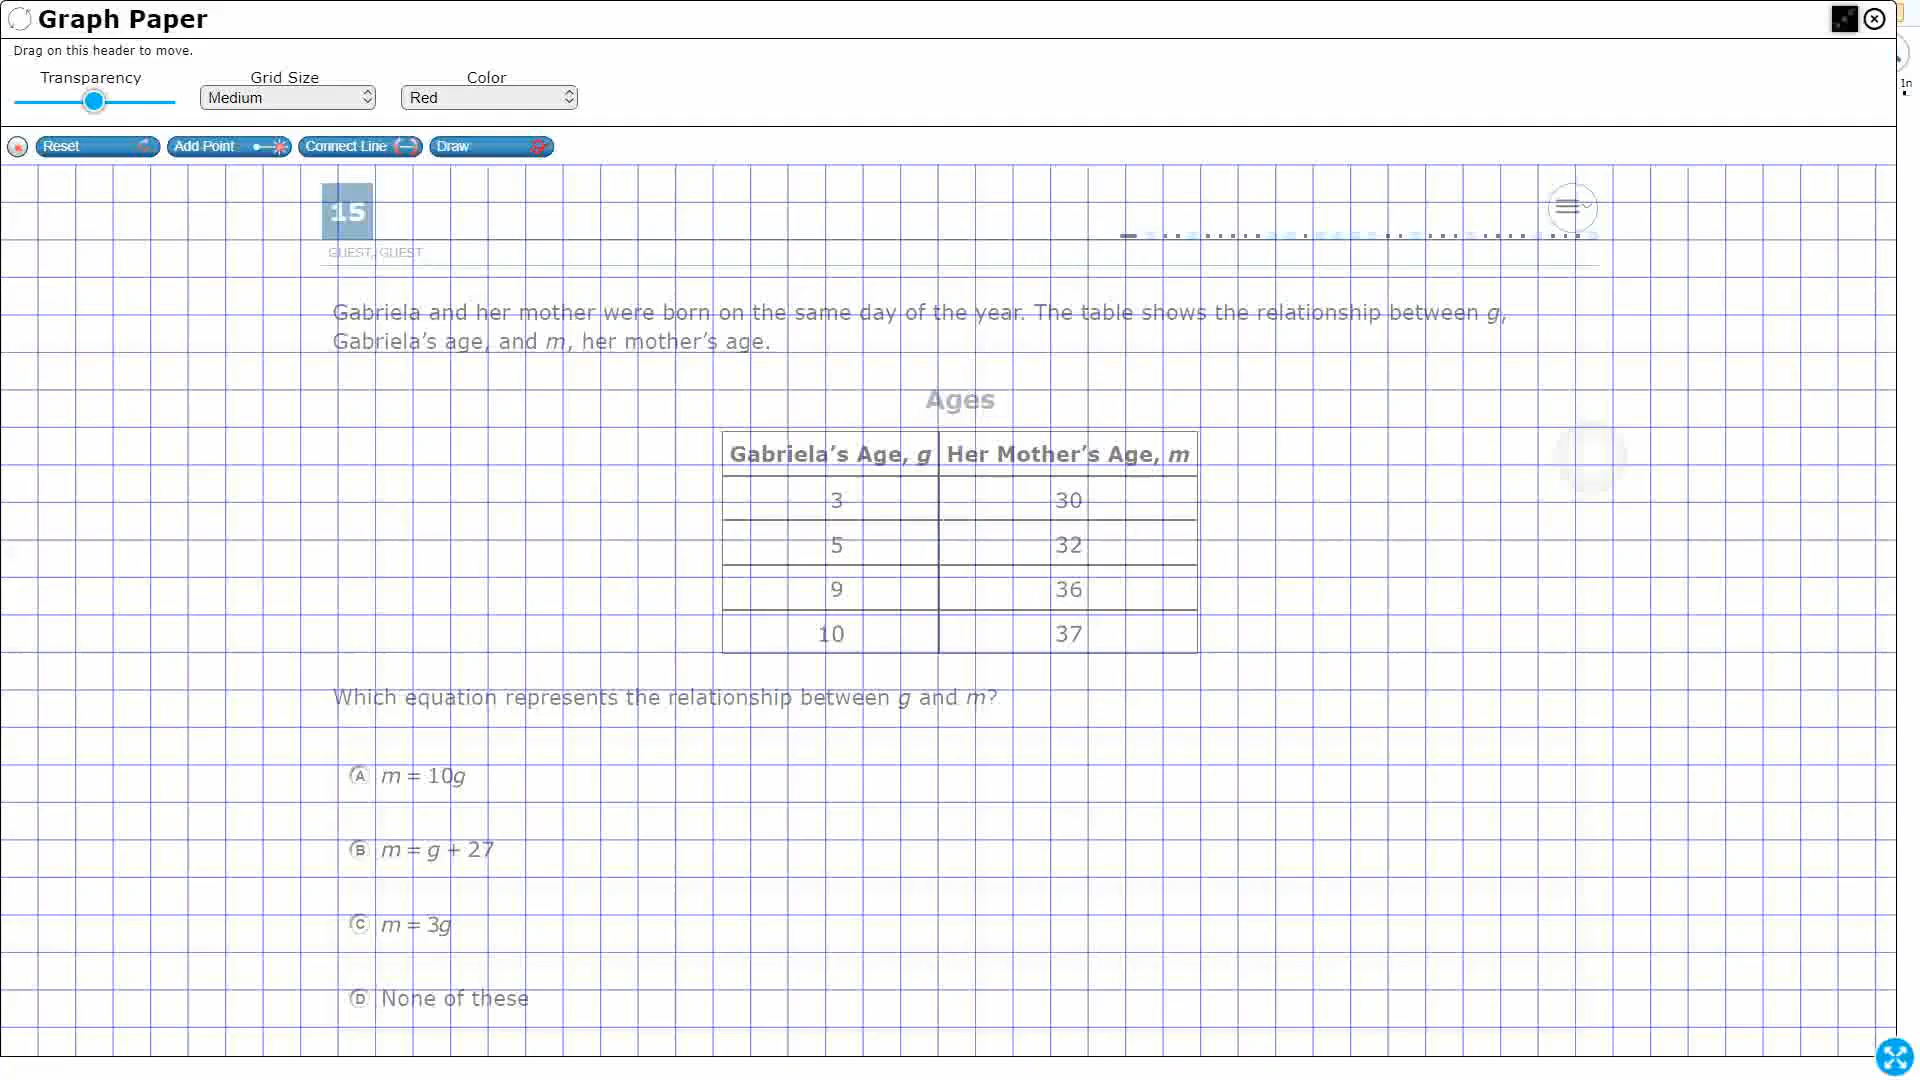 Graph Paper
Drag on this header to move.
Transparency Grid Size Color
Medium Red
Reset Add Point Connect Line Draw
15
GUEST, GUEST
Gabriela and her mother were born on the same day of the year. The table shows the relationship between g,
Gabriela’s age, and m, her mother’s age.
Ages
Gabriela’s Age, g Her Mother’s Age, m
3 30
5 32
9 36
10 37
Which equation represents the relationship between g and m?
A m = 10g
B m = g + 27
C m = 3g
D None of these